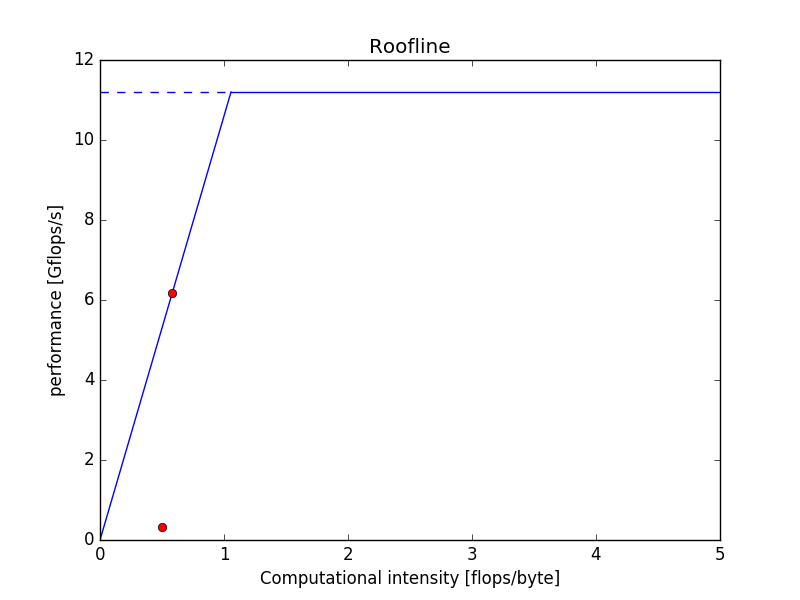 Roofline
12
10
8
6
4
2
0
performance [Gflops/s]
0 1 2 3 4 5
Computational intensity [flops/byte]